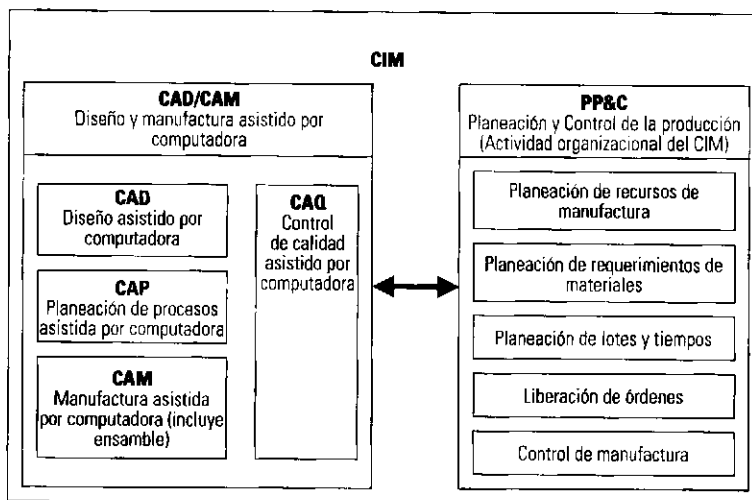 CIM
CAD/CAM
Diseño y manufactura asistido por
computadora
CAD
Diseño asistido por
computadora
CAP
Planeación de procesos
asistida por computadora
CAM
Manufactura asistida
por computadora (incluye
ensamble)
CAQ
Control
de calidad
asistido por
computadora
PP&C
Planeación y Control de la producción
(Actividad organizacional del CIM)
Planeación de recursos de
manufactura
Planeación de requerimientos de
materiales
Planeación de lotes y tiempos
Liberación de órdenes
Control de manufactura